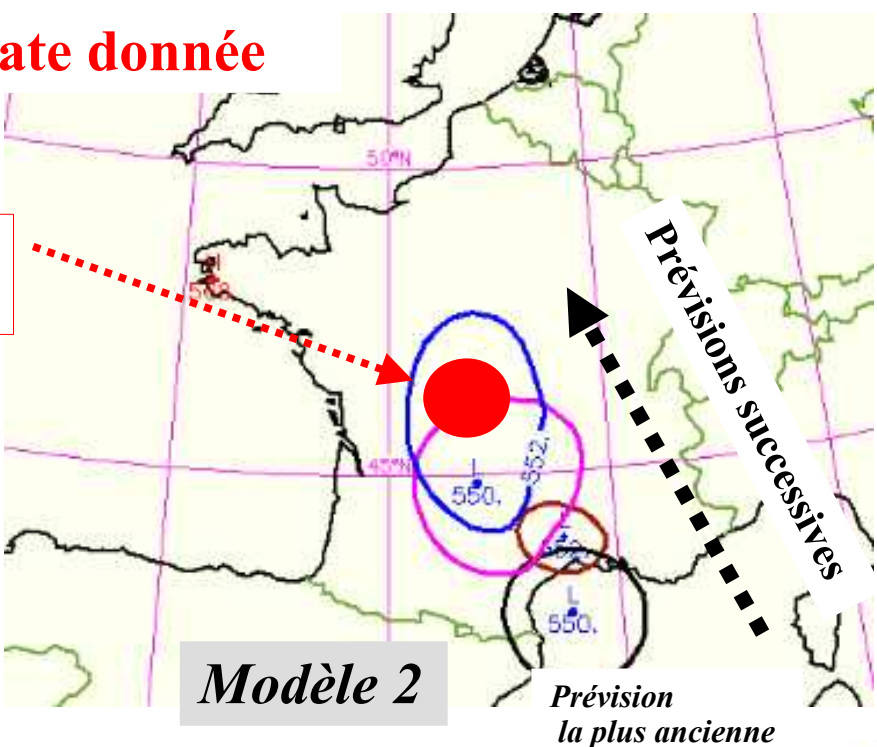 ate donnée
50°N
Prévisions successives
552.
45°N
L
550.
L
550.
Modèle 2
Prévision
la plus ancienne